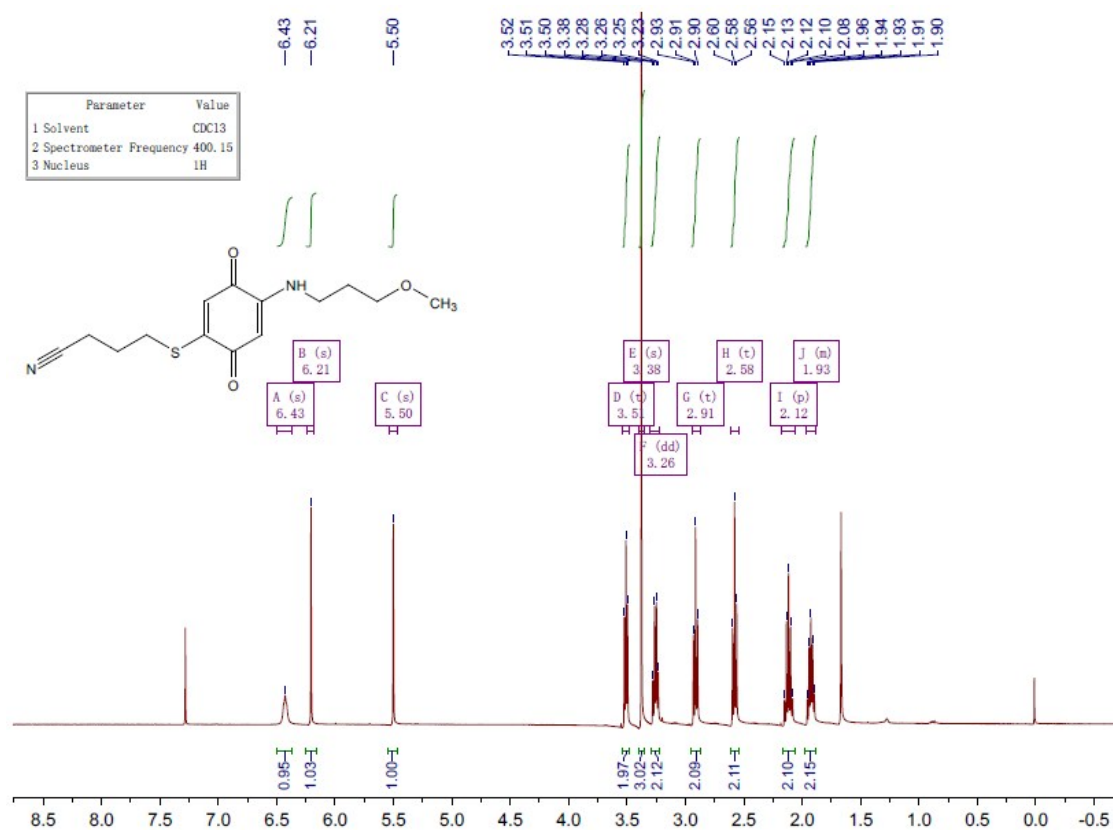 6.43
6.21
5.50
3.52
3.51
3.50
3.38
3.28
3.26
3.25
3.23
2.93
2.91
2.90
2.60
2.58
2.56
2.15
2.13
2.12
2.10
2.08
1.96
1.94
1.93
1.91
1.90
Parameter Value
1 Solvent CDCl3
2 Spectrometer Frequency 400.15
3 Nucleus 1H
O
NH
O
CH3
S
O
N
B (s)
6.21
E (s)
3.38
H (t)
2.58
J (m)
1.93
A (s)
6.43
C (s)
5.50
D (t)
3.51
G (t)
2.91
I (p)
2.12
F (dd)
3.26
0.95
1.03
1.00
1.97
3.02
2.12
2.09
2.11
2.10
2.15
8.5 8.0 7.5 7.0 6.5 6.0 5.5 5.0 4.5 4.0 3.5 3.0 2.5 2.0 1.5 1.0 0.5 0.0 -0.5